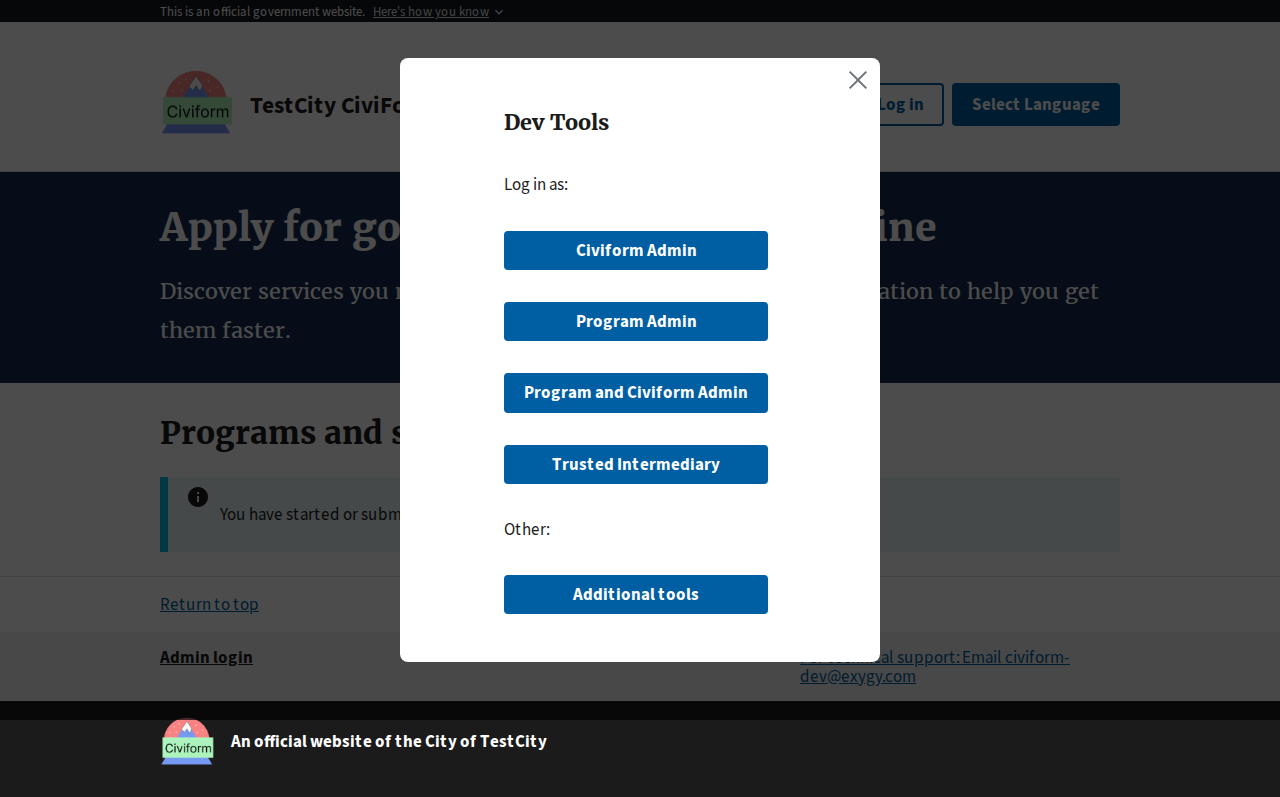 This is an official government website. Here's how you know
Civiform
TestCity CiviFo
Log in
Select Language
Dev Tools
Log in as:
Civiform Admin
Program Admin
Program and Civiform Admin
Trusted Intermediary
Other:
Additional tools
Apply for go
ine
Discover services you
ation to help you get
them faster.
Programs and s
You have started or subm
Return to top
Admin login
technical support: Email civiform-
dev@exygy.com
Civiform
An official website of the City of TestCity